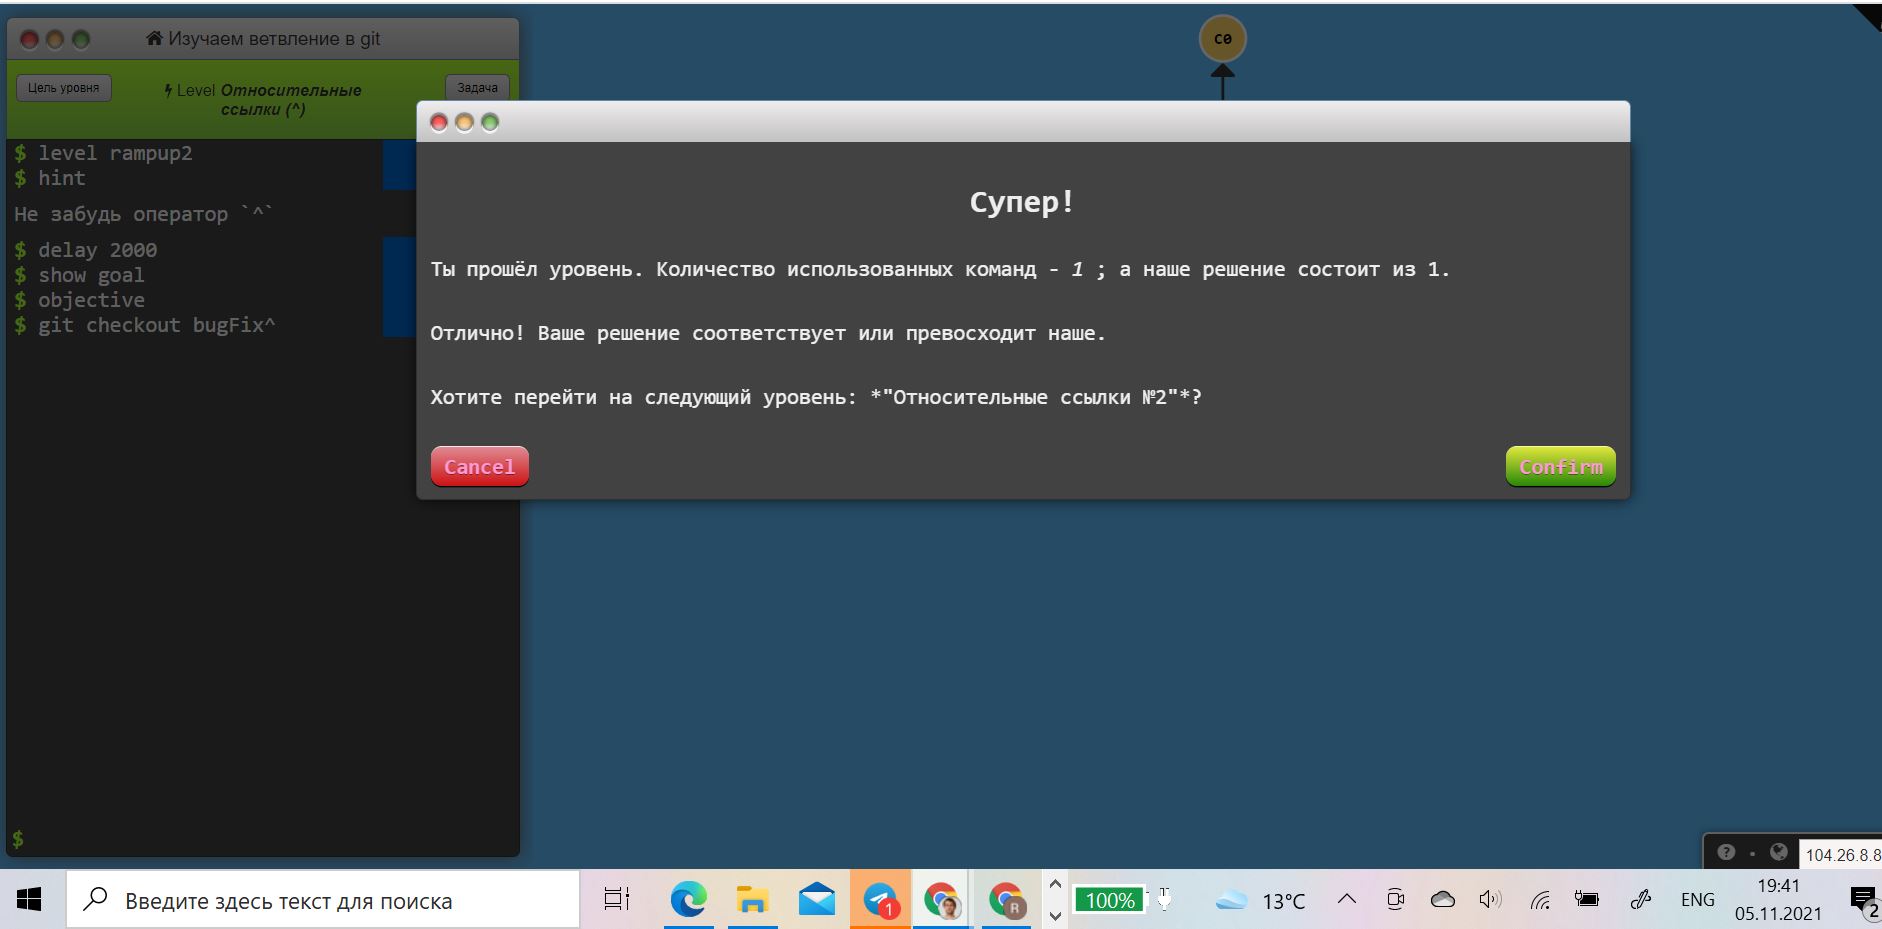 Изучаем ветвление в git
C0
Цель уровня
Level Относительные
ссылки (^)
Задача
$ level rampup2
$ hint
Не забудь оператор `^`
$ delay 2000
$ show goal
$ objective
$ git checkout bugFix^
$
Супер!
Ты прошёл уровень. Количество использованных команд - 1 ; а наше решение состоит из 1.
Отлично! Ваше решение соответствует или превосходит наше.
Хотите перейти на следующий уровень: *"Относительные ссылки №2"*?
Cancel
Confirm
104.26.8.8
Введите здесь текст для поиска
1
R
100%
13°C
ENG
19:41
05.11.2021
2